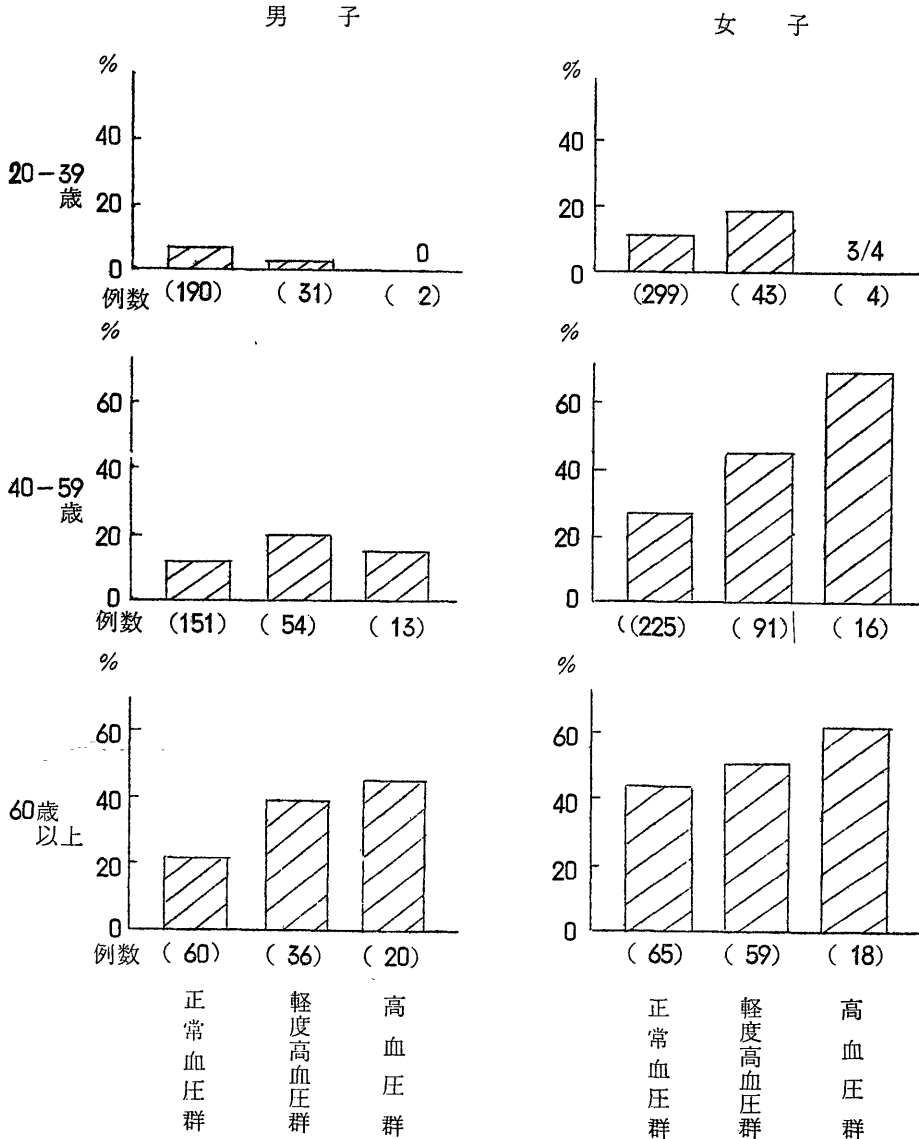 男 子
女 子
%
40
20
0
20-39
歳
0
例数 (190) ( 31) ( 2)
%
40
20
0
3/4
(299) ( 43) ( 4)
%
60
40
20
0
40-59
歳
例数 (151) ( 54) ( 13)
%
60
40
20
0
((225) ( 91) ( 16)
%
60
40
20
0
60歳
以上
例数 ( 60) ( 36) ( 20)
%
60
40
20
0
( 65) ( 59) ( 18)
正常血圧群
軽度高血圧群
高血圧群
正常血圧群
軽度高血圧群
高血圧群